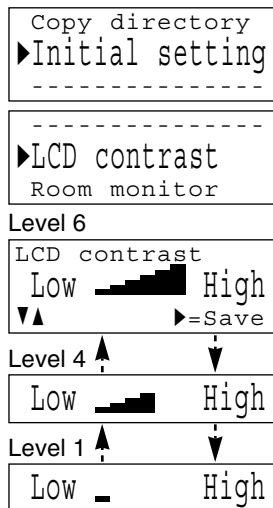 Copy directory
▶Initial setting
---------------
---------------
▶LCD contrast
Room monitor
Level 6
LCD contrast
Low High
▼▲ ▶=Save
Level 4
Low High
Level 1
Low High